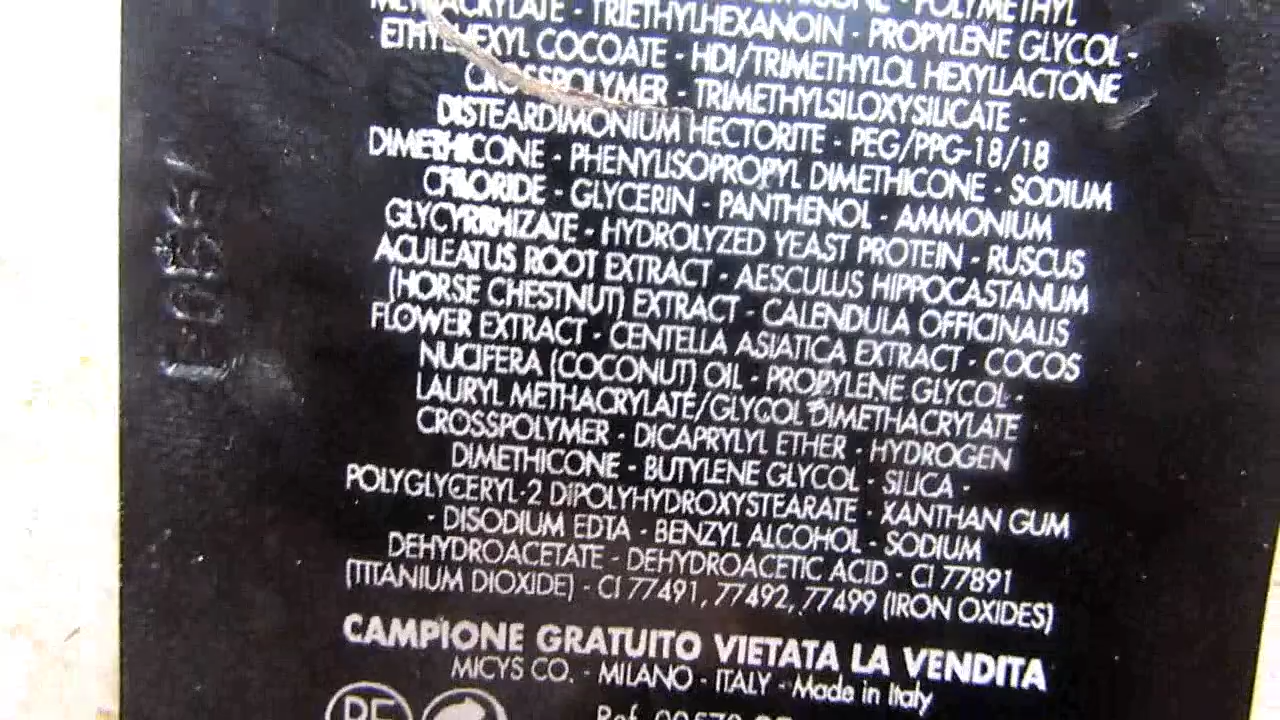 POLYMETHYL
METHACRYLATE - TRIETHYLHEXANOIN - PROPYLENE GLYCOL -
ETHYLHEXYL COCOATE - HDI/TRIMETHYLOL HEXYLLACTONE
CROSSPOLYMER - TRIMETHYLSILOXYSILICATE -
DISTEARDIMONIUM HECTORITE - PEG/PPG-18/18
DIMETHICONE - PHENYLISOPROPYL DIMETHICONE - SODIUM
CHLORIDE - GLYCERIN - PANTHENOL - AMMONIUM
GLYCYRRHIZATE - HYDROLYZED YEAST PROTEIN - RUSCUS
ACULEATUS ROOT EXTRACT - AESCULUS HIPPOCASTANUM
(HORSE CHESTNUT) EXTRACT - CALENDULA OFFICINALIS
FLOWER EXTRACT - CENTELLA ASIATICA EXTRACT - COCOS
NUCIFERA (COCONUT) OIL - PROPYLENE GLYCOL -
LAURYL METHACRYLATE/GLYCOL DIMETHACRYLATE
CROSSPOLYMER - DICAPRYLYL ETHER - HYDROGEN
DIMETHICONE - BUTYLENE GLYCOL - SILICA -
POLYGLYCERYL-2 DIPOLYHYDROXYSTEARATE - XANTHAN GUM
- DISODIUM EDTA - BENZYL ALCOHOL - SODIUM
DEHYDROACETATE - DEHYDROACETIC ACID - CI 77891
(TITANIUM DIOXIDE) - CI 77491, 77492, 77499 (IRON OXIDES)
CAMPIONE GRATUITO VIETATA LA VENDITA
MICYS CO. - MILANO - ITALY - Made in Italy
PE
Ref.